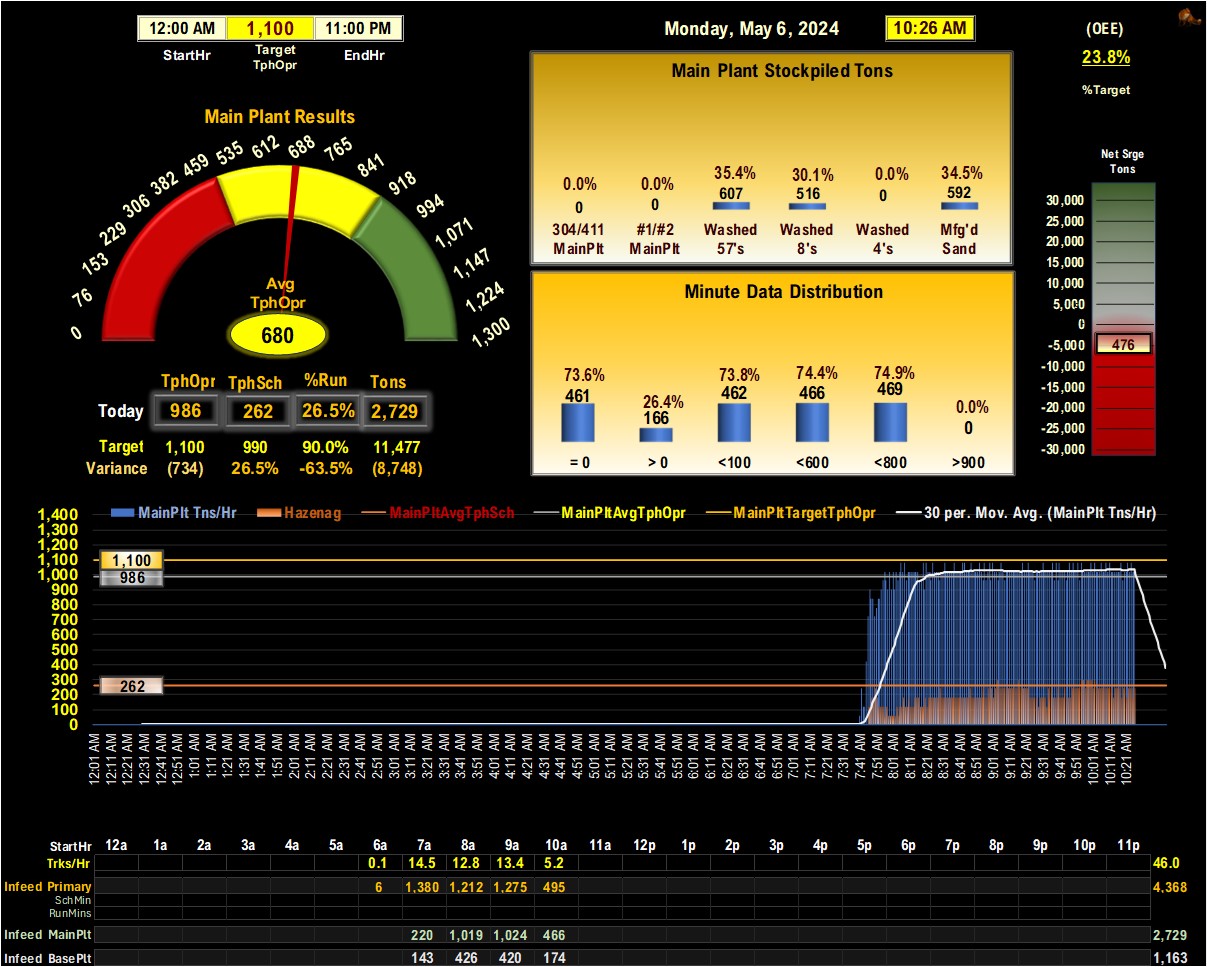 12:00 AM 1,100 11:00 PM
StartHr Target TphOpr EndHr
Monday, May 6, 2024 10:26 AM
(OEE)
23.8%
%Target
Main Plant Results
0 76 153 229 306 382 459 535 612 688 765 841 918 994 1,071 1,147 1,224 1,300
Avg
TphOpr
680
TphOpr TphSch %Run Tons
Today 986 262 26.5% 2,729
Target 1,100 990 90.0% 11,477
Variance (734) 26.5% -63.5% (8,748)
Main Plant Stockpiled Tons
0.0% 0.0% 35.4% 30.1% 0.0% 34.5%
0 0 607 516 0 592
304/411 #1/#2 Washed Washed Washed Mfg'd
MainPlt MainPlt 57's 8's 4's Sand
Minute Data Distribution
73.6% 26.4% 73.8% 74.4% 74.9% 0.0%
461 166 462 466 469 0
= 0 > 0 <100 <600 <800 >900
Net Srge
Tons
30,000
25,000
20,000
15,000
10,000
5,000
0
-5,000
476
-10,000
-15,000
-20,000
-25,000
-30,000
MainPlt Tns/Hr Hazenag MainPltAvgTphSch MainPltAvgTphOpr MainPltTargetTphOpr 30 per. Mov. Avg. (MainPlt Tns/Hr)
1,400
1,300
1,200
1,100 1,100
1,000 986
900
800
700
600
500
400
300 262
200
100
0
12:01 AM 12:11 AM 12:21 AM 12:31 AM 12:41 AM 12:51 AM 1:01 AM 1:11 AM 1:21 AM 1:31 AM 1:41 AM 1:51 AM 2:01 AM 2:11 AM 2:21 AM 2:31 AM 2:41 AM 2:51 AM 3:01 AM 3:11 AM 3:21 AM 3:31 AM 3:41 AM 3:51 AM 4:01 AM 4:11 AM 4:21 AM 4:31 AM 4:41 AM 4:51 AM 5:01 AM 5:11 AM 5:21 AM 5:31 AM 5:41 AM 5:51 AM 6:01 AM 6:11 AM 6:21 AM 6:31 AM 6:41 AM 6:51 AM 7:01 AM 7:11 AM 7:21 AM 7:31 AM 7:41 AM 7:51 AM 8:01 AM 8:11 AM 8:21 AM 8:31 AM 8:41 AM 8:51 AM 9:01 AM 9:11 AM 9:21 AM 9:31 AM 9:41 AM 9:51 AM 10:01 AM 10:11 AM 10:21 AM
StartHr 12a 1a 2a 3a 4a 5a 6a 7a 8a 9a 10a 11a 12p 1p 2p 3p 4p 5p 6p 7p 8p 9p 10p 11p
Trks/Hr 0.1 14.5 12.8 13.4 5.2 46.0
Infeed Primary 6 1,380 1,212 1,275 495 4,368
SchMin
RunMins
Infeed MainPlt 220 1,019 1,024 466 2,729
Infeed BasePlt 143 426 420 174 1,163